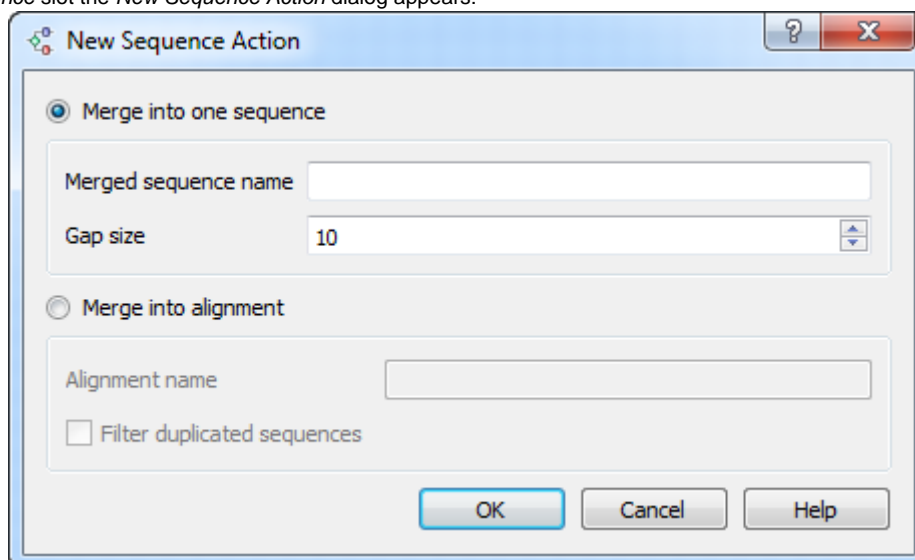 slot the New Sequence Action dialog appears.
New Sequence Action
?
Merge into one sequence
Merged sequence name
Gap size 10
Merge into alignment
Alignment name
Filter duplicated sequences
OK Cancel Help